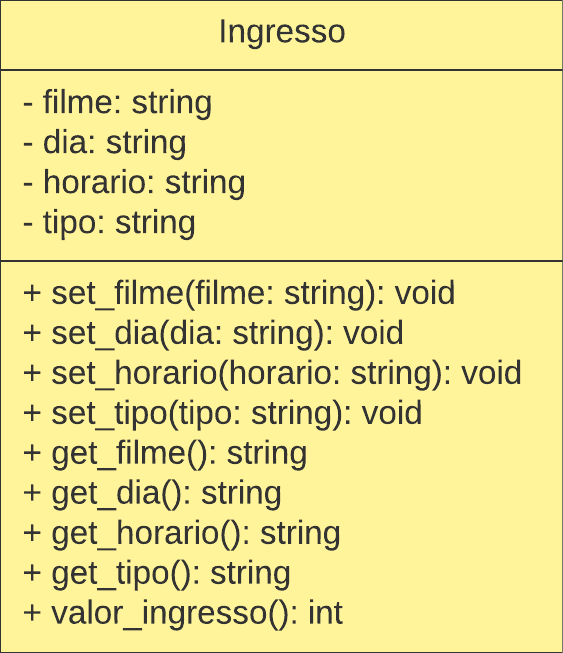 Ingresso
- filme: string
- dia: string
- horario: string
- tipo: string
+ set_filme(filme: string): void
+ set_dia(dia: string): void
+ set_horario(horario: string): void
+ set_tipo(tipo: string): void
+ get_filme(): string
+ get_dia(): string
+ get_horario(): string
+ get_tipo(): string
+ valor_ingresso(): int